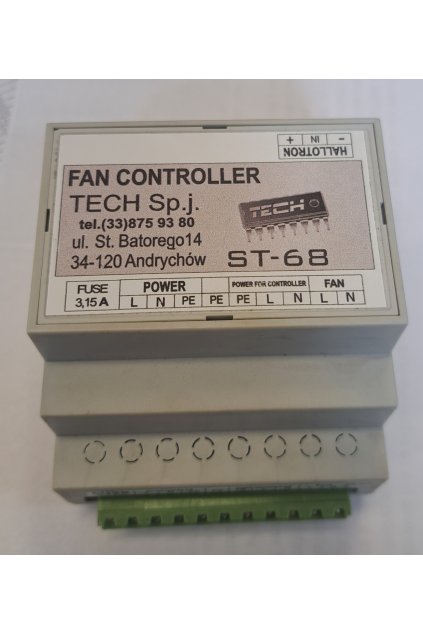 - IN +
HALLOTRON
FAN CONTROLLER
TECH Sp.j.
tel.(33)875 93 80
ul. St. Batorego14
34-120 Andrychów
TECH
ST-68
FUSE POWER POWER FOR CONTROLLER FAN
3,15A L N PE PE PE L N L N